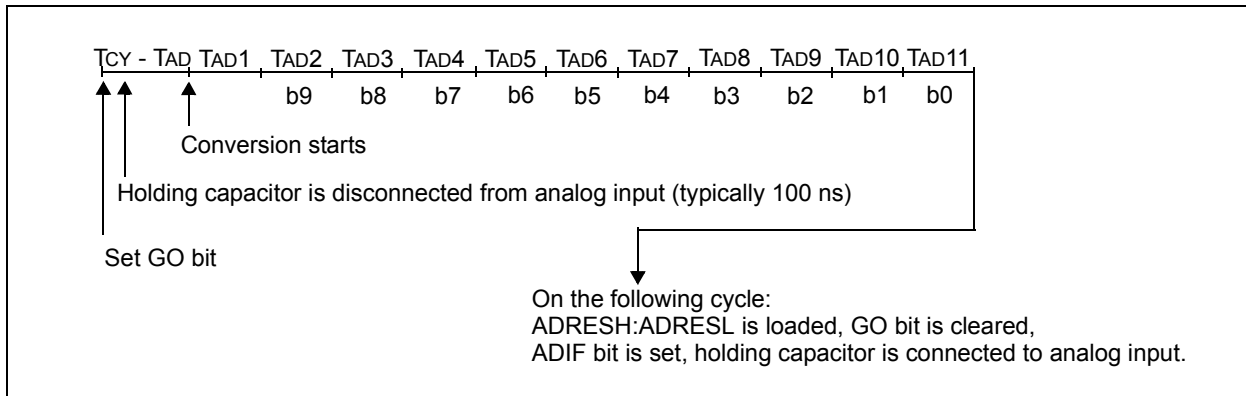 TCY - TAD TAD1 TAD2 TAD3 TAD4 TAD5 TAD6 TAD7 TAD8 TAD9 TAD10 TAD11
b9 b8 b7 b6 b5 b4 b3 b2 b1 b0
Conversion starts
Holding capacitor is disconnected from analog input (typically 100 ns)
Set GO bit
On the following cycle:
ADRESH:ADRESL is loaded, GO bit is cleared,
ADIF bit is set, holding capacitor is connected to analog input.